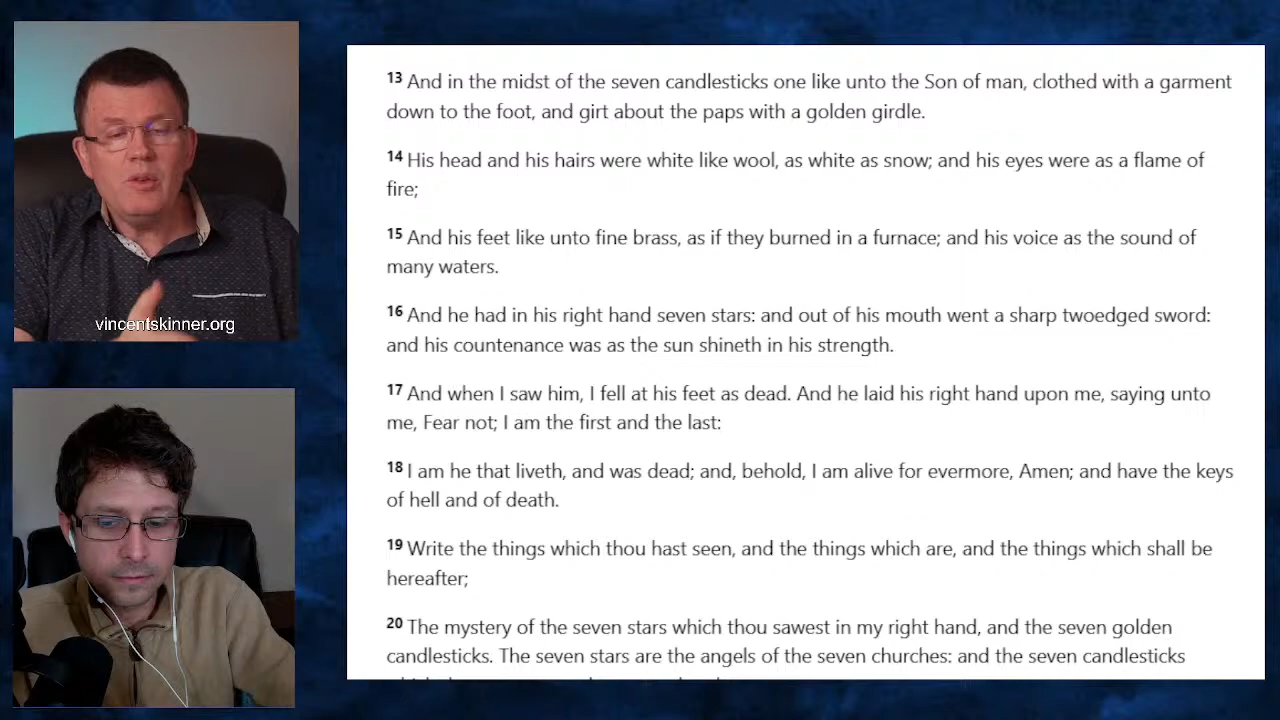 vincentskinner.org
13 And in the midst of the seven candlesticks one like unto the Son of man, clothed with a garment
down to the foot, and girt about the paps with a golden girdle.
14 His head and his hairs were white like wool, as white as snow; and his eyes were as a flame of
fire;
15 And his feet like unto fine brass, as if they burned in a furnace; and his voice as the sound of
many waters.
16 And he had in his right hand seven stars: and out of his mouth went a sharp twoedged sword:
and his countenance was as the sun shineth in his strength.
17 And when I saw him, I fell at his feet as dead. And he laid his right hand upon me, saying unto
me, Fear not; I am the first and the last:
18 I am he that liveth, and was dead; and, behold, I am alive for evermore, Amen; and have the keys
of hell and of death.
19 Write the things which thou hast seen, and the things which are, and the things which shall be
hereafter;
20 The mystery of the seven stars which thou sawest in my right hand, and the seven golden
candlesticks. The seven stars are the angels of the seven churches: and the seven candlesticks